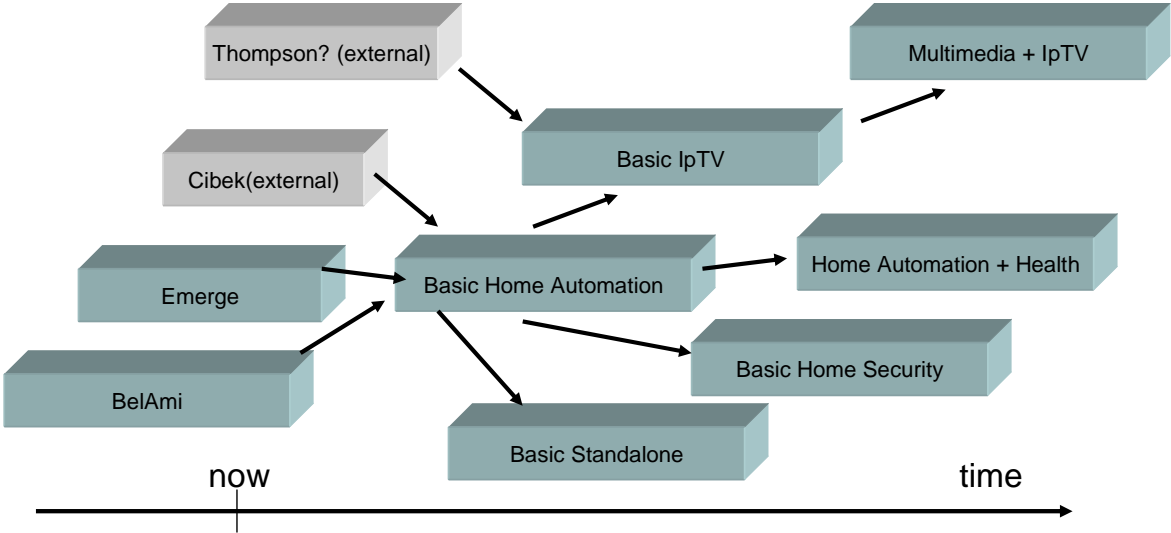 Thompson? (external)
Multimedia + IpTV
Basic IpTV
Cibek(external)
Home Automation + Health
Basic Home Automation
Emerge
Basic Home Security
BelAmi
Basic Standalone
now
time